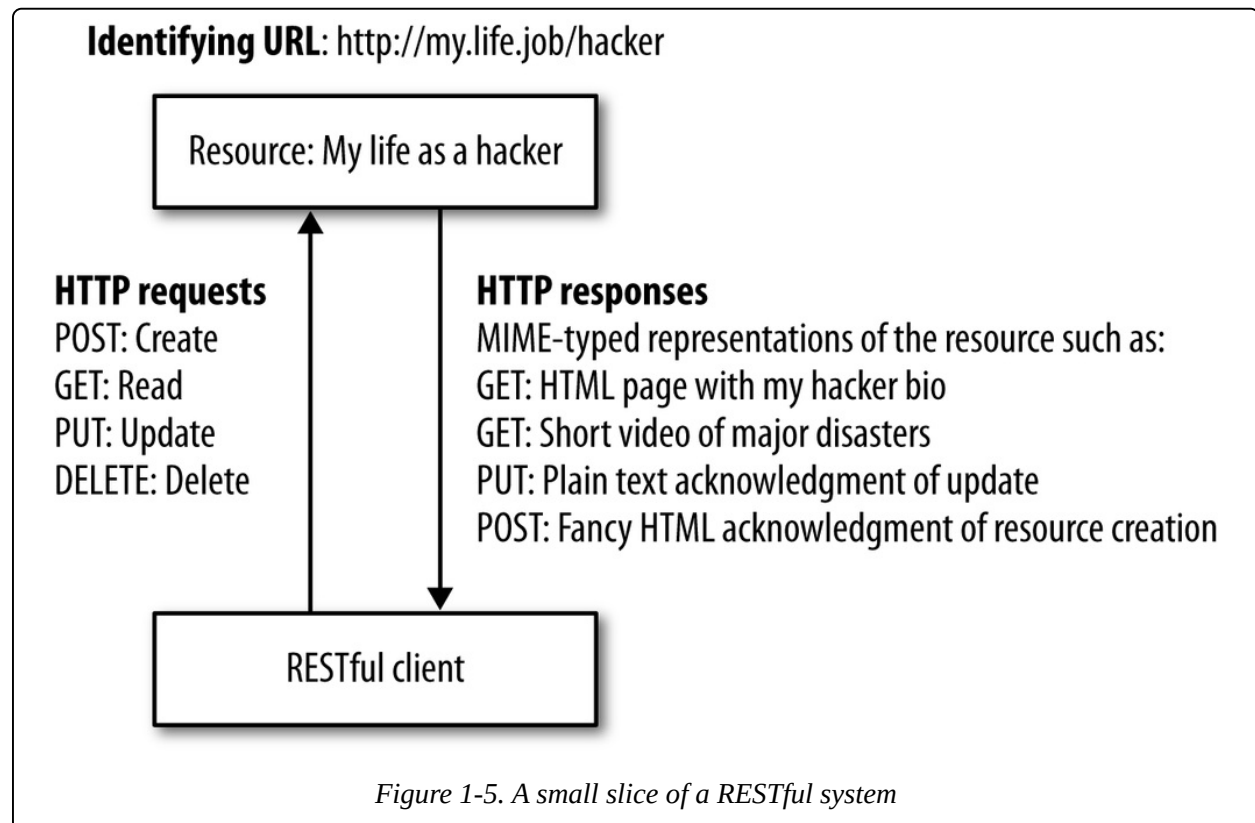 Identifying URL: http://my.life.job/hacker
Resource: My life as a hacker
HTTP requests
POST: Create
GET: Read
PUT: Update
DELETE: Delete
HTTP responses
MIME-typed representations of the resource such as:
GET: HTML page with my hacker bio
GET: Short video of major disasters
PUT: Plain text acknowledgment of update
POST: Fancy HTML acknowledgment of resource creation
RESTful client
Figure 1-5. A small slice of a RESTful system